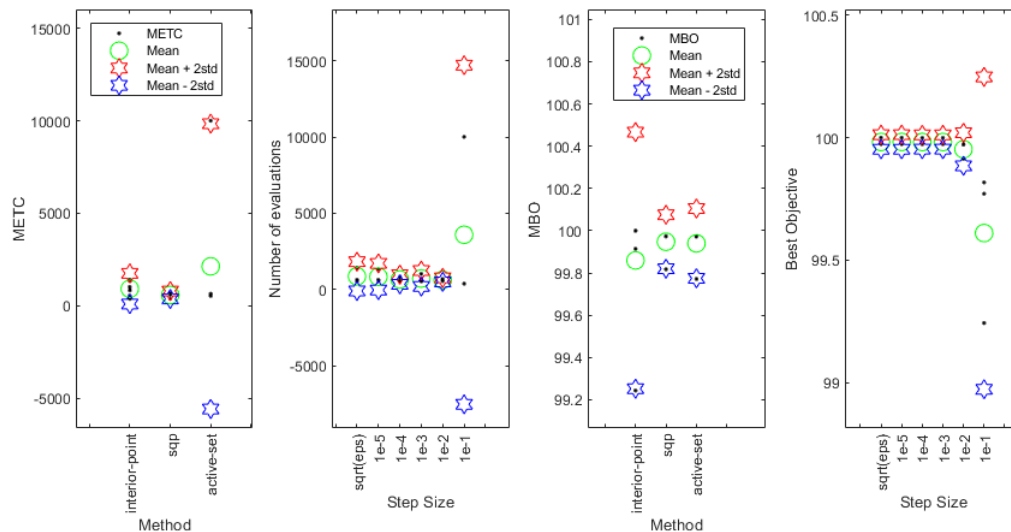 15000
10000
5000
0
-5000
METC
METC
Mean
Mean + 2std
Mean - 2std
interior-point
sqp
active-set
Method
15000
10000
5000
0
-5000
Number of evaluations
sqrt(eps)
1e-5
1e-4
1e-3
1e-2
1e-1
Step Size
101
100.8
100.6
100.4
100.2
100
99.8
99.6
99.4
99.2
MBO
MBO
Mean
Mean + 2std
Mean - 2std
interior-point
sqp
active-set
Method
100.5
100
99.5
99
Best Objective
sqrt(eps)
1e-5
1e-4
1e-3
1e-2
1e-1
Step Size